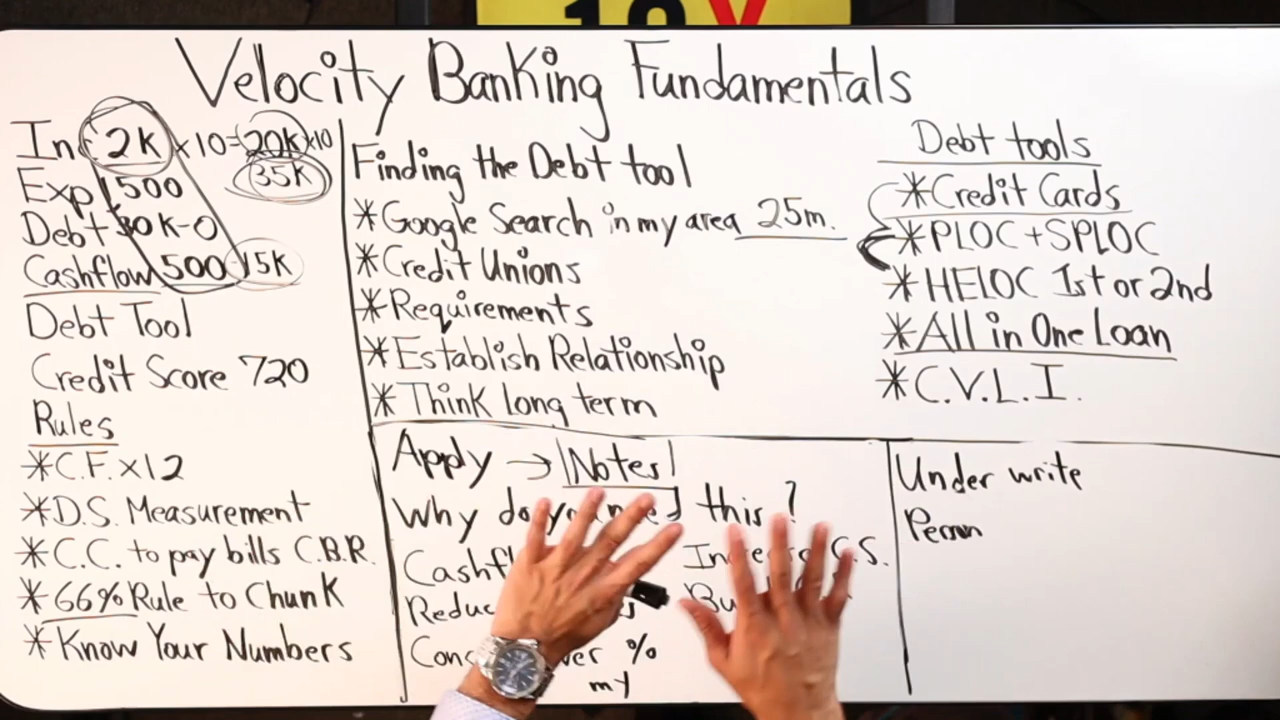 Velocity Banking Fundamentals
In 2K x10= 20K x10
35K
Exp 1500
Debt 30K-0
Cashflow 500 15K
Debt Tool
Credit Score 720
Rules
*C.F. x12
*D.S. Measurement
*C.C. to pay bills C.B.R.
*66% Rule to Chunk
*Know Your Numbers
Finding the Debt tool
*Google Search in my area 25m.
*Credit Unions
*Requirements
*Establish Relationship
*Think long term
Debt tools
*Credit Cards
*PLOC + SPLOC
*HELOC 1st or 2nd
*All in One Loan
*C.V.L.I.
Apply → Notes
Why do you need this?
C.S.
%
my
Under write